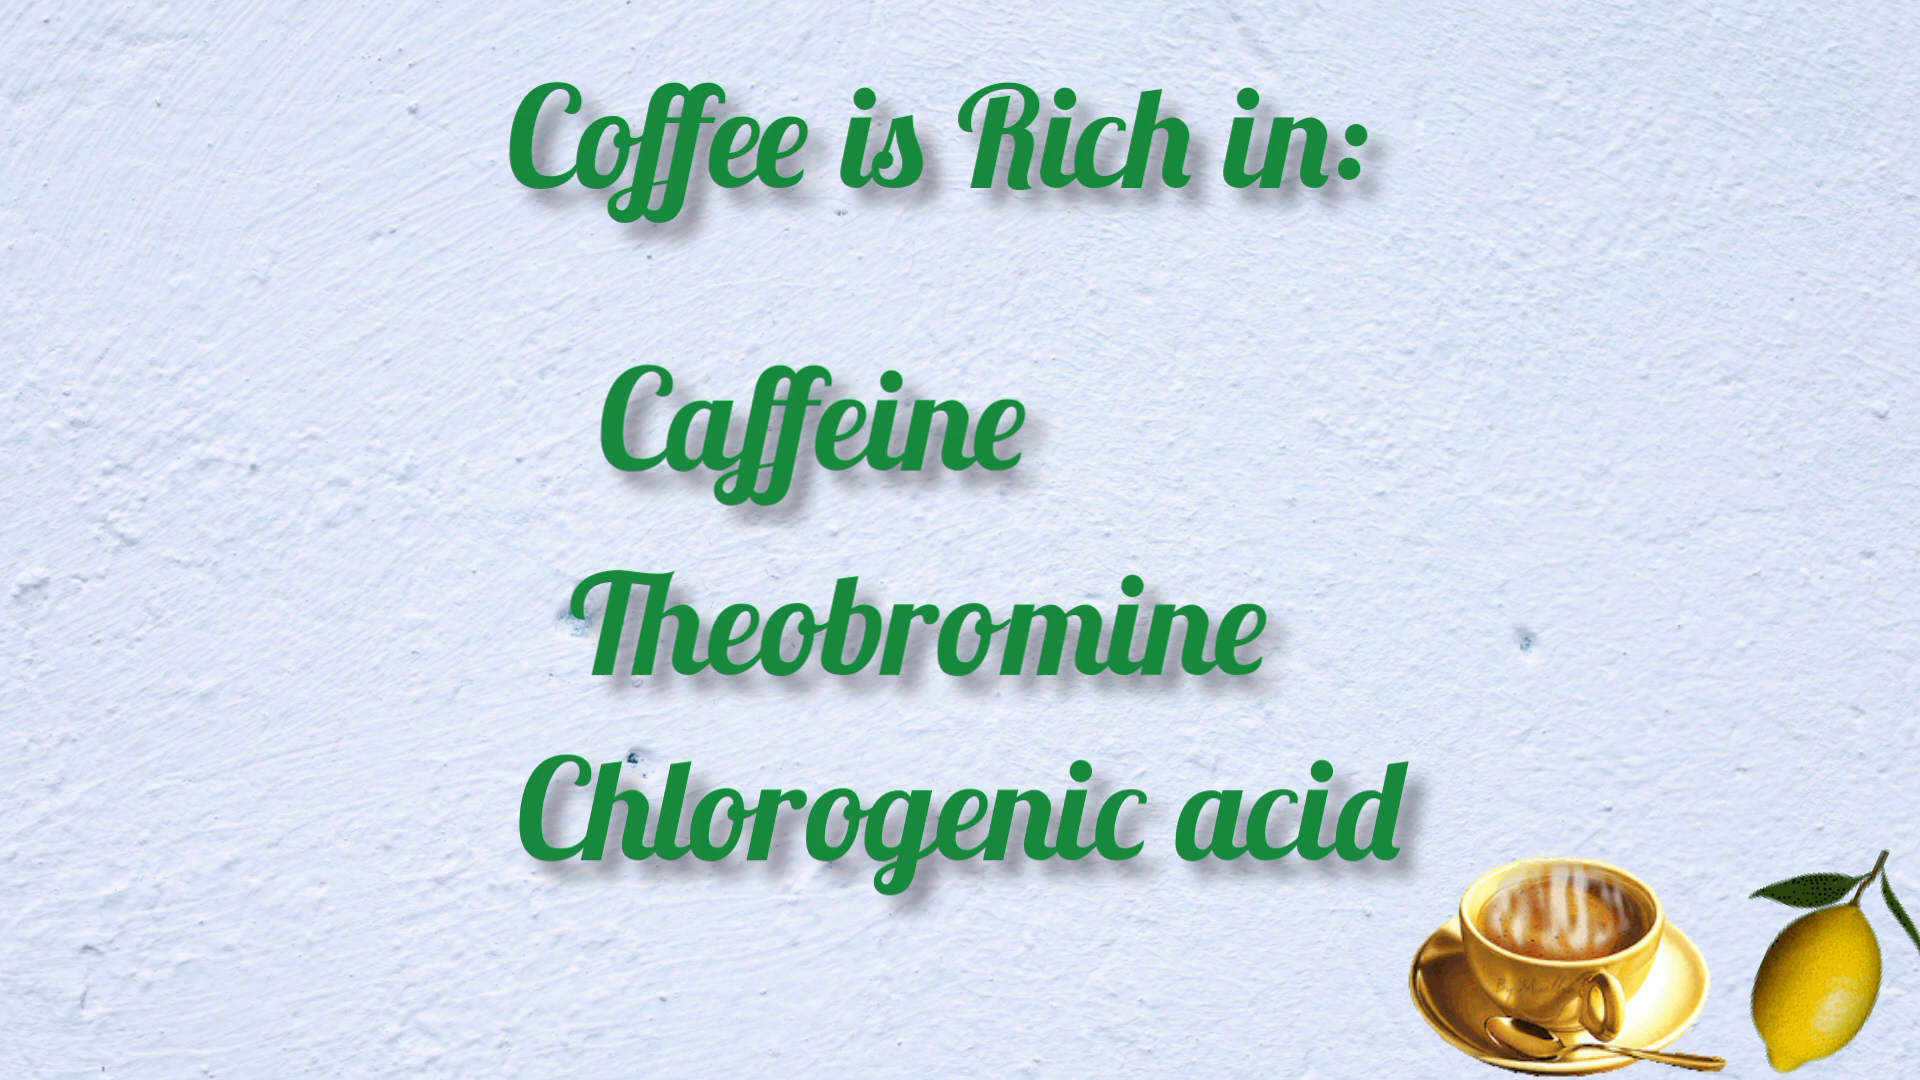 Coffee is Rich in:
Caffeine
Theobromine
Chlorogenic acid